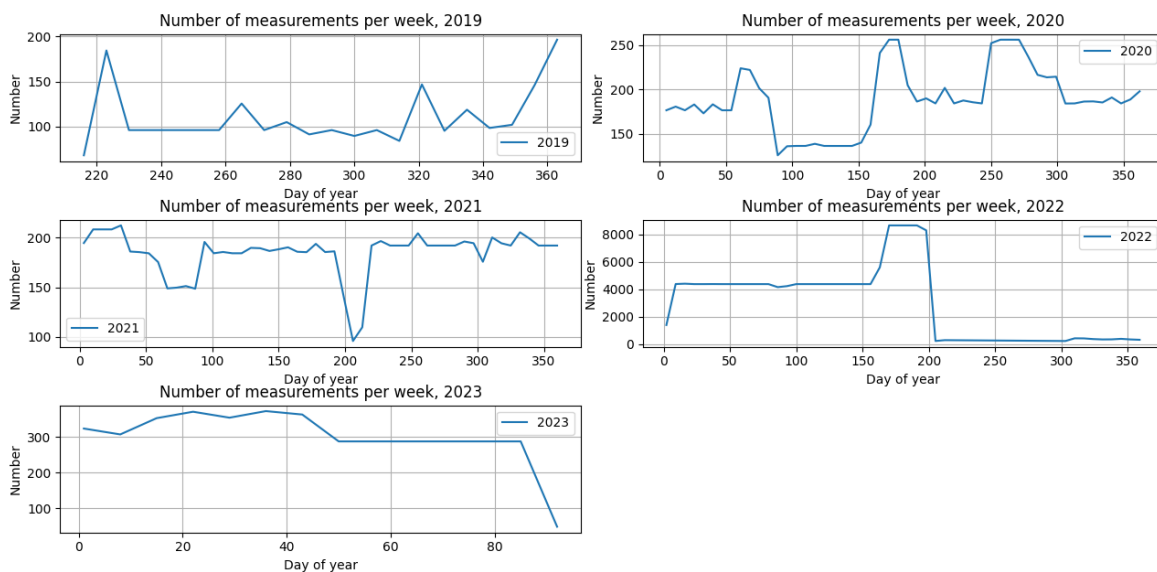 Number of measurements per week, 2019
200
150
100
Number
2019
220 240 260 280 300 320 340 360
Day of year
Number of measurements per week, 2020
250
200
150
Number
2020
0 50 100 150 200 250 300 350
Day of year
Number of measurements per week, 2021
200
150
100
Number
2021
0 50 100 150 200 250 300 350
Day of year
Number of measurements per week, 2022
8000
6000
4000
2000
0
Number
2022
0 50 100 150 200 250 300 350
Day of year
Number of measurements per week, 2023
300
200
100
Number
2023
0 20 40 60 80
Day of year